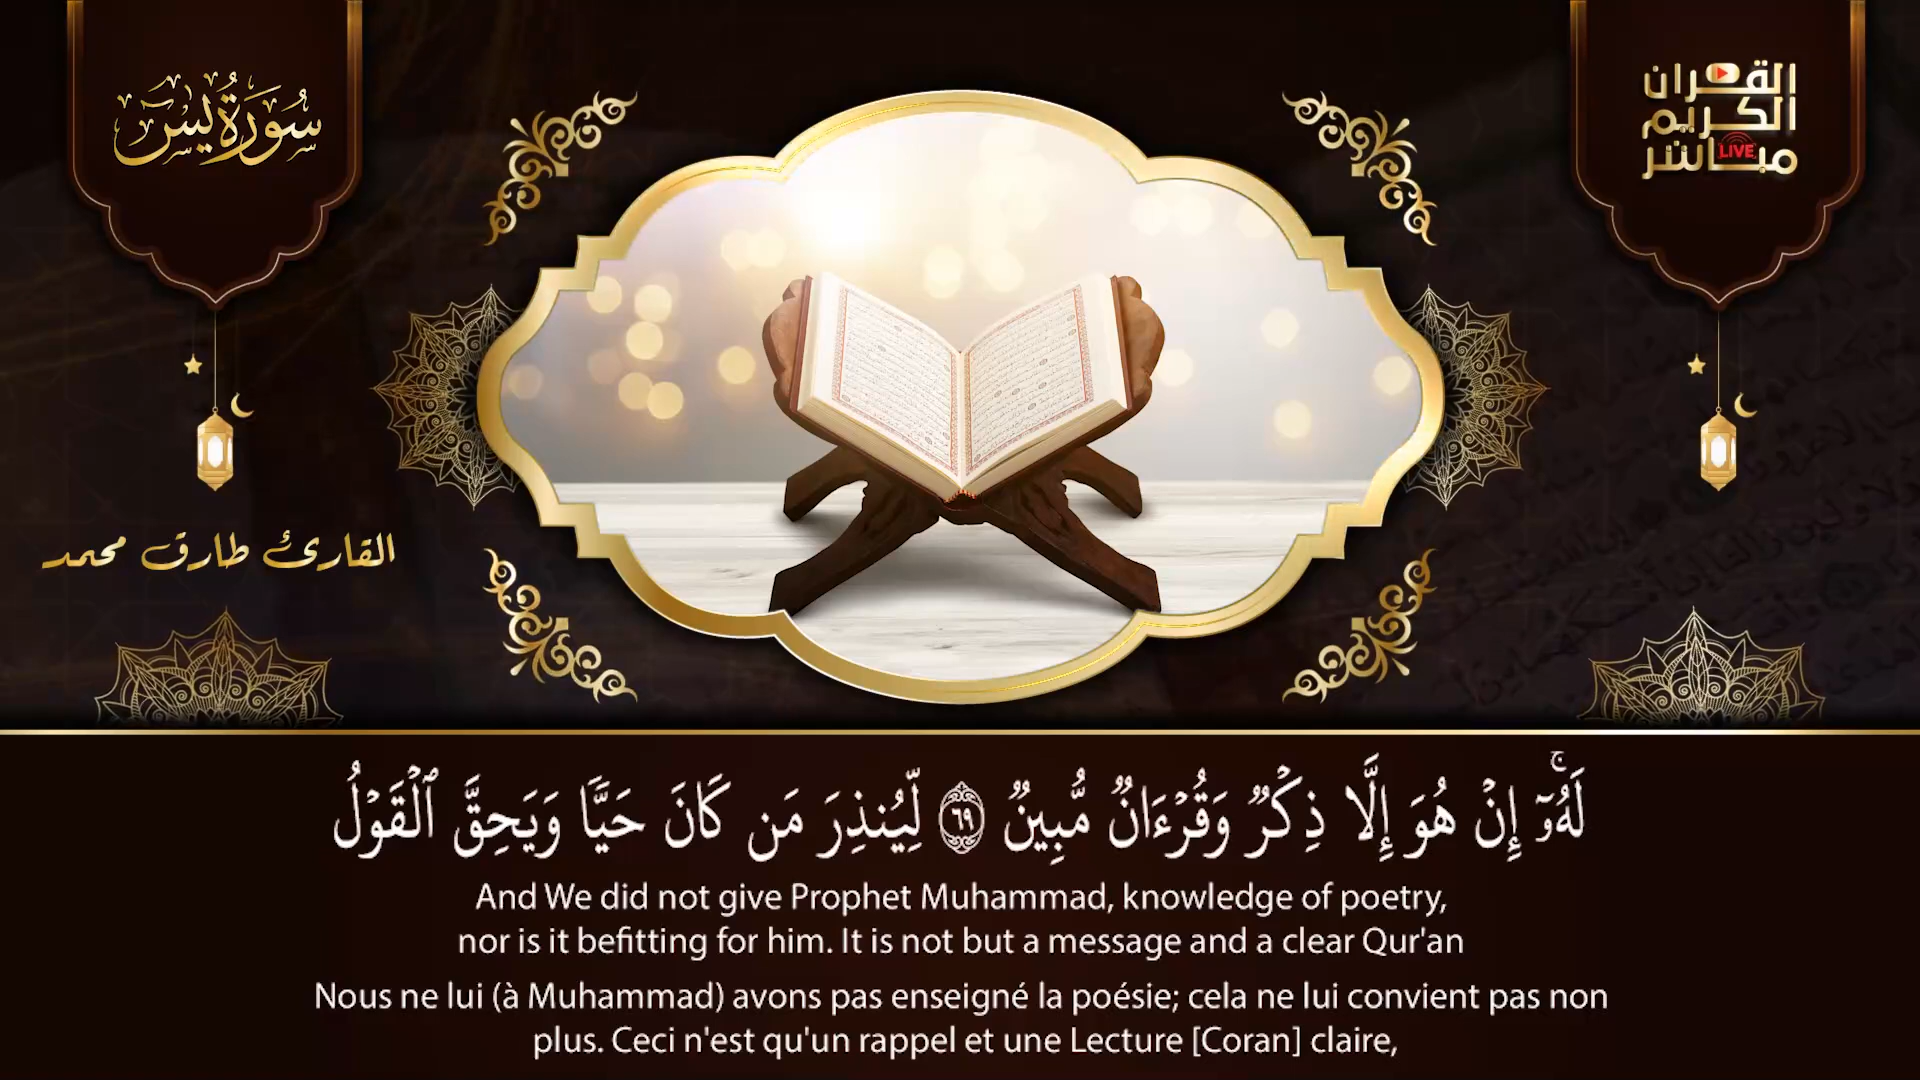 سُورَةُ يسٓ
القرآن
الكريم
مباشر
LIVE
القارئ طارق محمد
لَهُۥٓۚ إِنۡ هُوَ إِلَّا ذِكۡرٞ وَقُرۡءَانٞ مُّبِينٞ ٦٩ لِّيُنذِرَ مَن كَانَ حَيّٗا وَيَحِقَّ ٱلۡقَوۡلُ
And We did not give Prophet Muhammad, knowledge of poetry,
nor is it befitting for him. It is not but a message and a clear Qur'an
Nous ne lui (à Muhammad) avons pas enseigné la poésie; cela ne lui convient pas non
plus. Ceci n'est qu'un rappel et une Lecture [Coran] claire,